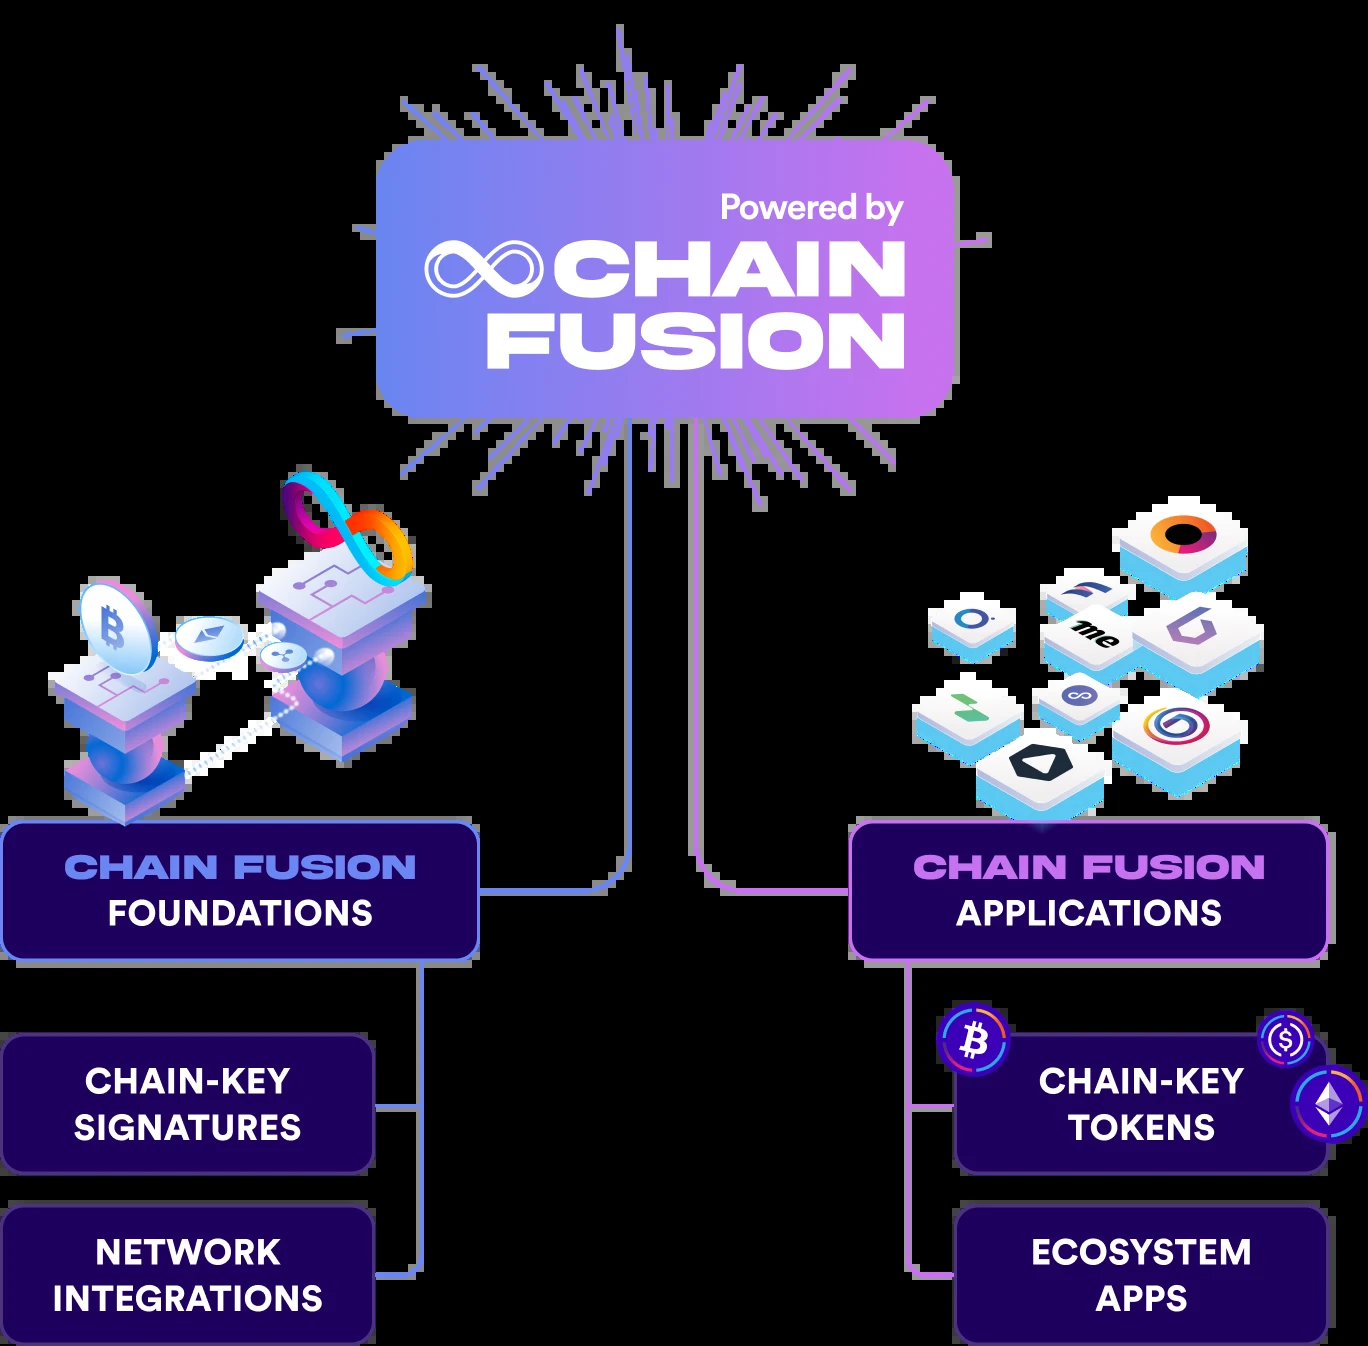 Powered by
CHAIN
FUSION
me
CHAIN FUSION
FOUNDATIONS
CHAIN-KEY
SIGNATURES
NETWORK
INTEGRATIONS
CHAIN FUSION
APPLICATIONS
CHAIN-KEY
TOKENS
ECOSYSTEM
APPS